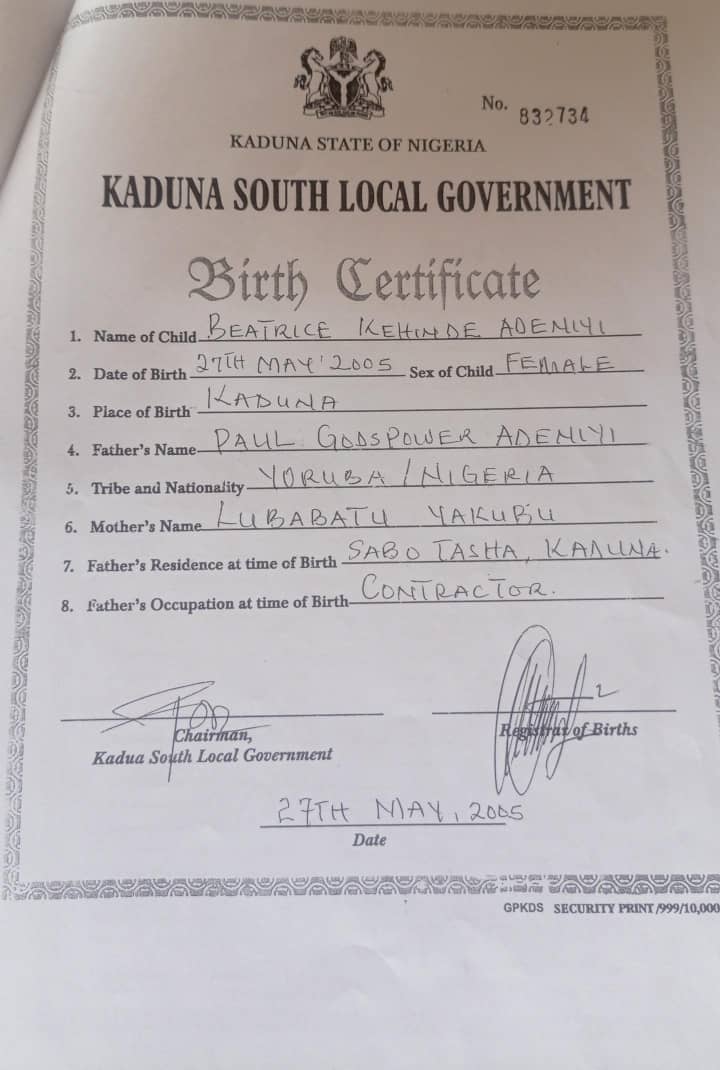 No. 832734
KADUNA STATE OF NIGERIA
KADUNA SOUTH LOCAL GOVERNMENT
Birth Certificate
1. Name of Child BEATRICE KEHINDE ADENIYI
2. Date of Birth 27TH MAY' 2005 Sex of Child FEMALE
3. Place of Birth KADUNA
4. Father's Name PAUL GODSPOWER ADENIYI
5. Tribe and Nationality YORUBA / NIGERIA
6. Mother's Name LUBABATU YAKUBU
7. Father's Residence at time of Birth SABO TASHA, KADUNA.
8. Father's Occupation at time of Birth CONTRACTOR.
Chairman, Registrar of Births
Kadua South Local Government
27TH MAY, 2005
Date
GPKDS SECURITY PRINT /999/10,000